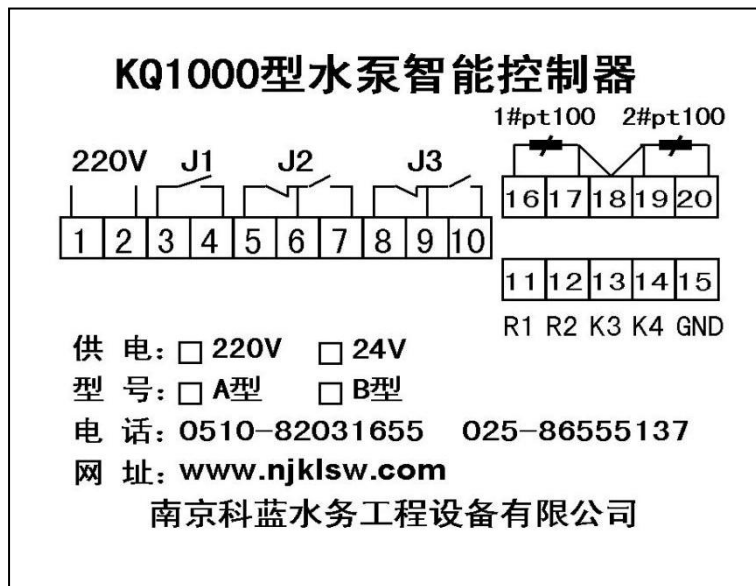 KQ1000型水泵智能控制器
1#pt100 2#pt100
220V J1 J2 J3
16 17 18 19 20
1 2 3 4 5 6 7 8 9 10
11 12 13 14 15
R1 R2 K3 K4 GND
供 电: □ 220V □ 24V
型 号: □ A型 □ B型
电 话: 0510-82031655 025-86555137
网 址: www.njklsw.com
南京科蓝水务工程设备有限公司